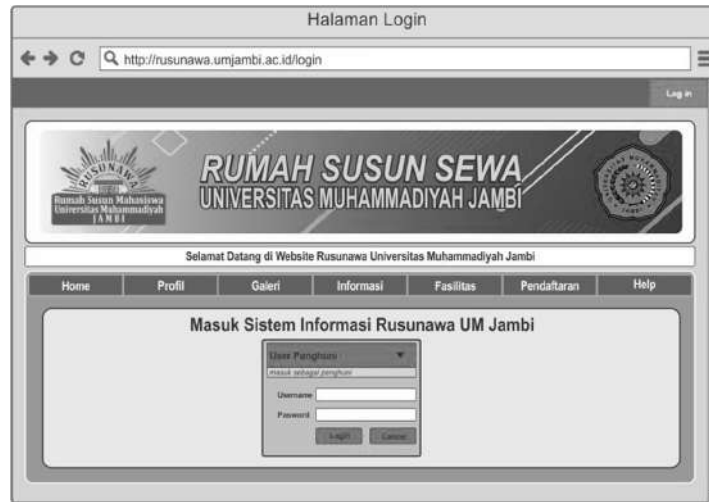 Halaman Login
http://rusunawa.umjambi.ac.id/login
Log in
RUSUNAWA
Rumah Susun Mahasiswa
Universitas Muhammadiyah
JAMBI
RUMAH SUSUN SEWA
UNIVERSITAS MUHAMMADIYAH JAMBI
Selamat Datang di Website Rusunawa Universitas Muhammadiyah Jambi
Home Profil Galeri Informasi Fasilitas Pendaftaran Help
Masuk Sistem Informasi Rusunawa UM Jambi
User Penghuni
masuk sebagai penghuni
Username
Password
Login Cancel